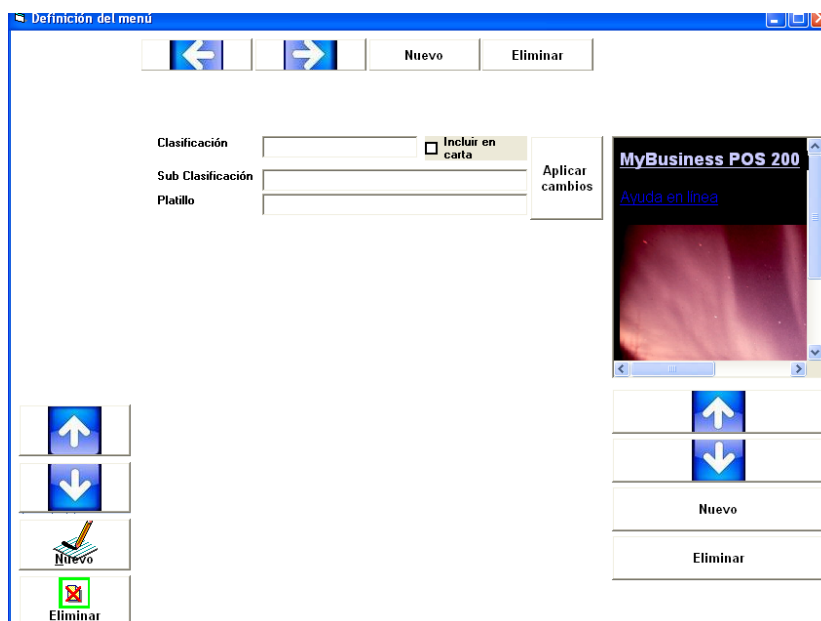 Definición del menú
Nuevo
Eliminar
Clasificación
Incluir en
carta
Sub Clasificación
Platillo
Aplicar
cambios
MyBusiness POS 200
Ayuda en linea
Nuevo
Eliminar
Nuevo
Eliminar